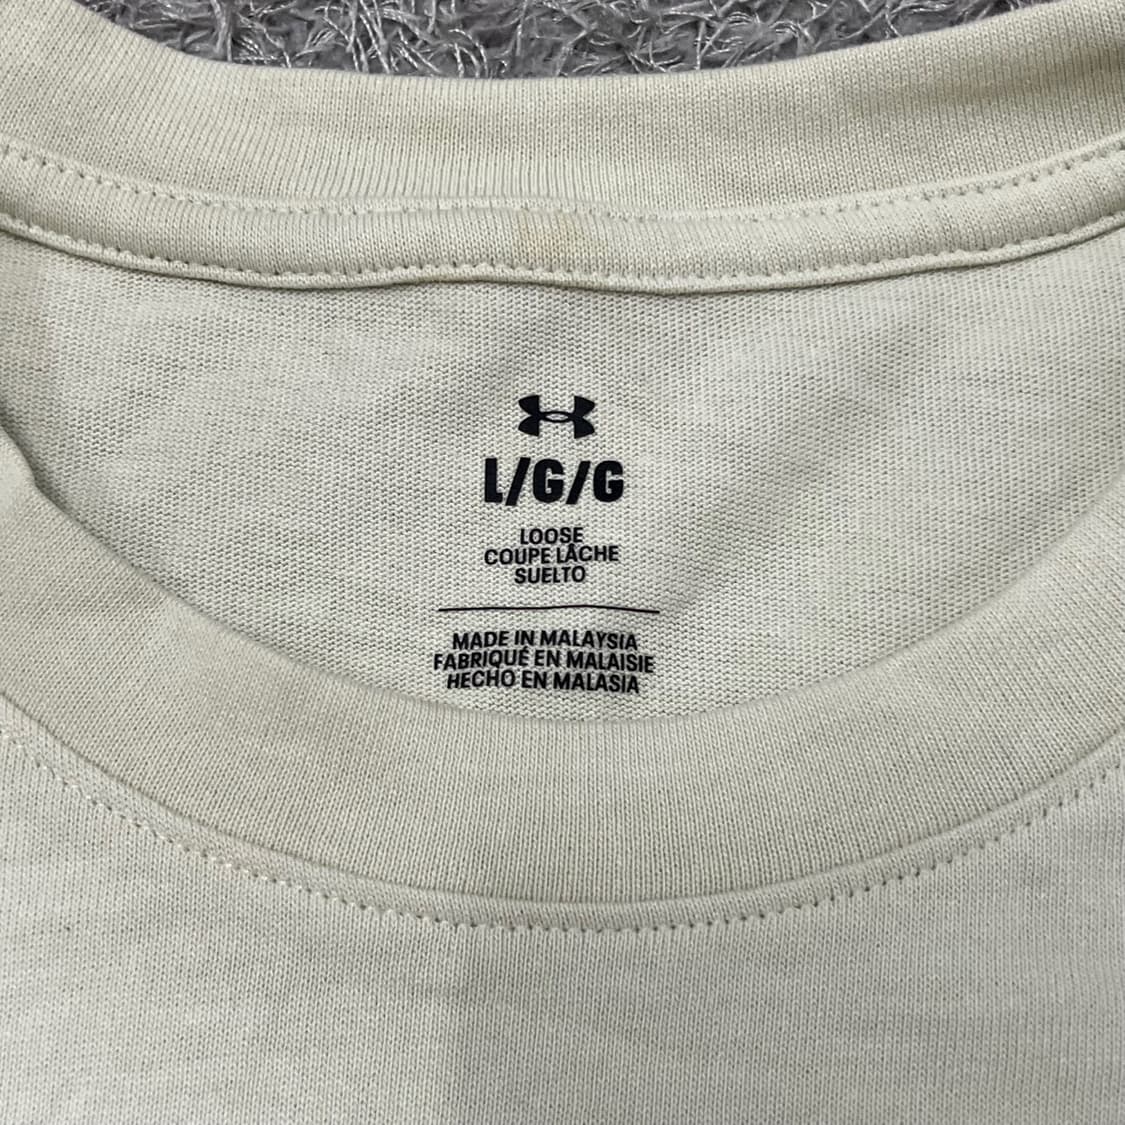 L/G/G
LOOSE
COUPE LÂCHE
SUELTO
MADE IN MALAYSIA
FABRIQUÉ EN MALAISIE
HECHO EN MALASIA